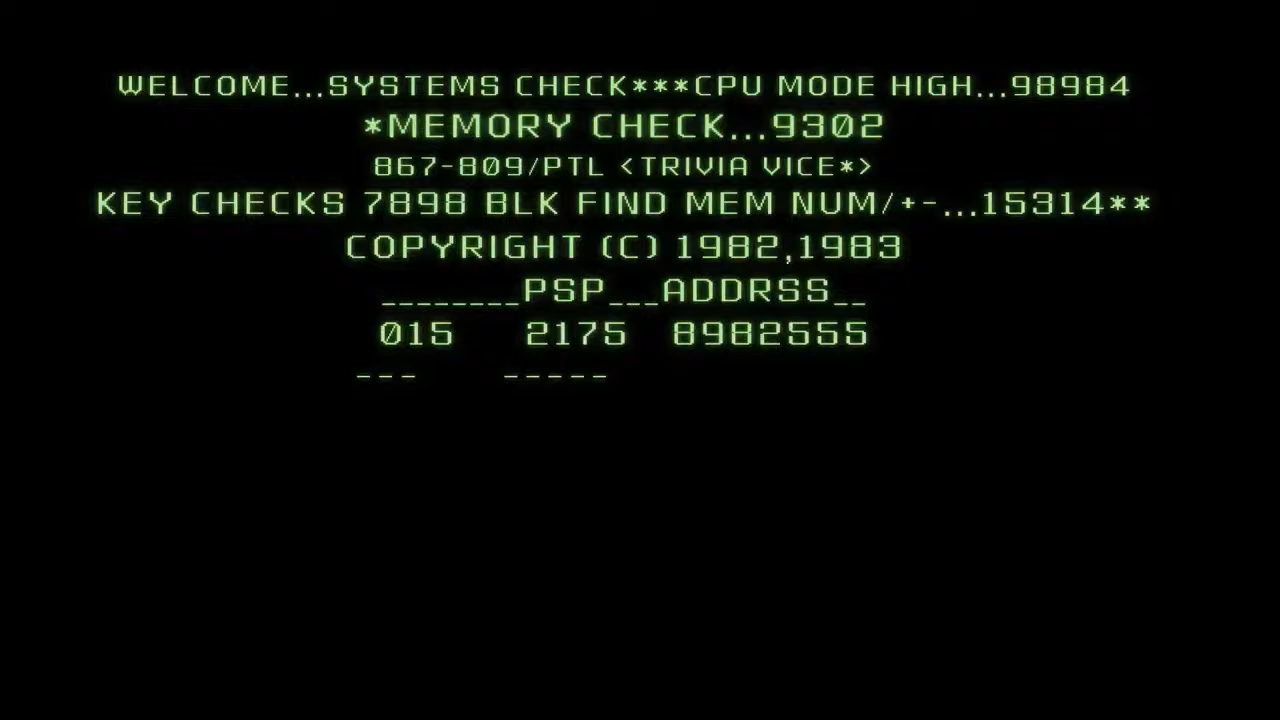 WELCOME...SYSTEMS CHECK***CPU MODE HIGH...98984
*MEMORY CHECK...9302
867-809/PTL <TRIVIA VICE*>
KEY CHECKS 7898 BLK FIND MEM NUM/+-...15314**
COPYRIGHT (C) 1982,1983
________PSP___ADDRSS__
015 2175 8982555
--- -----